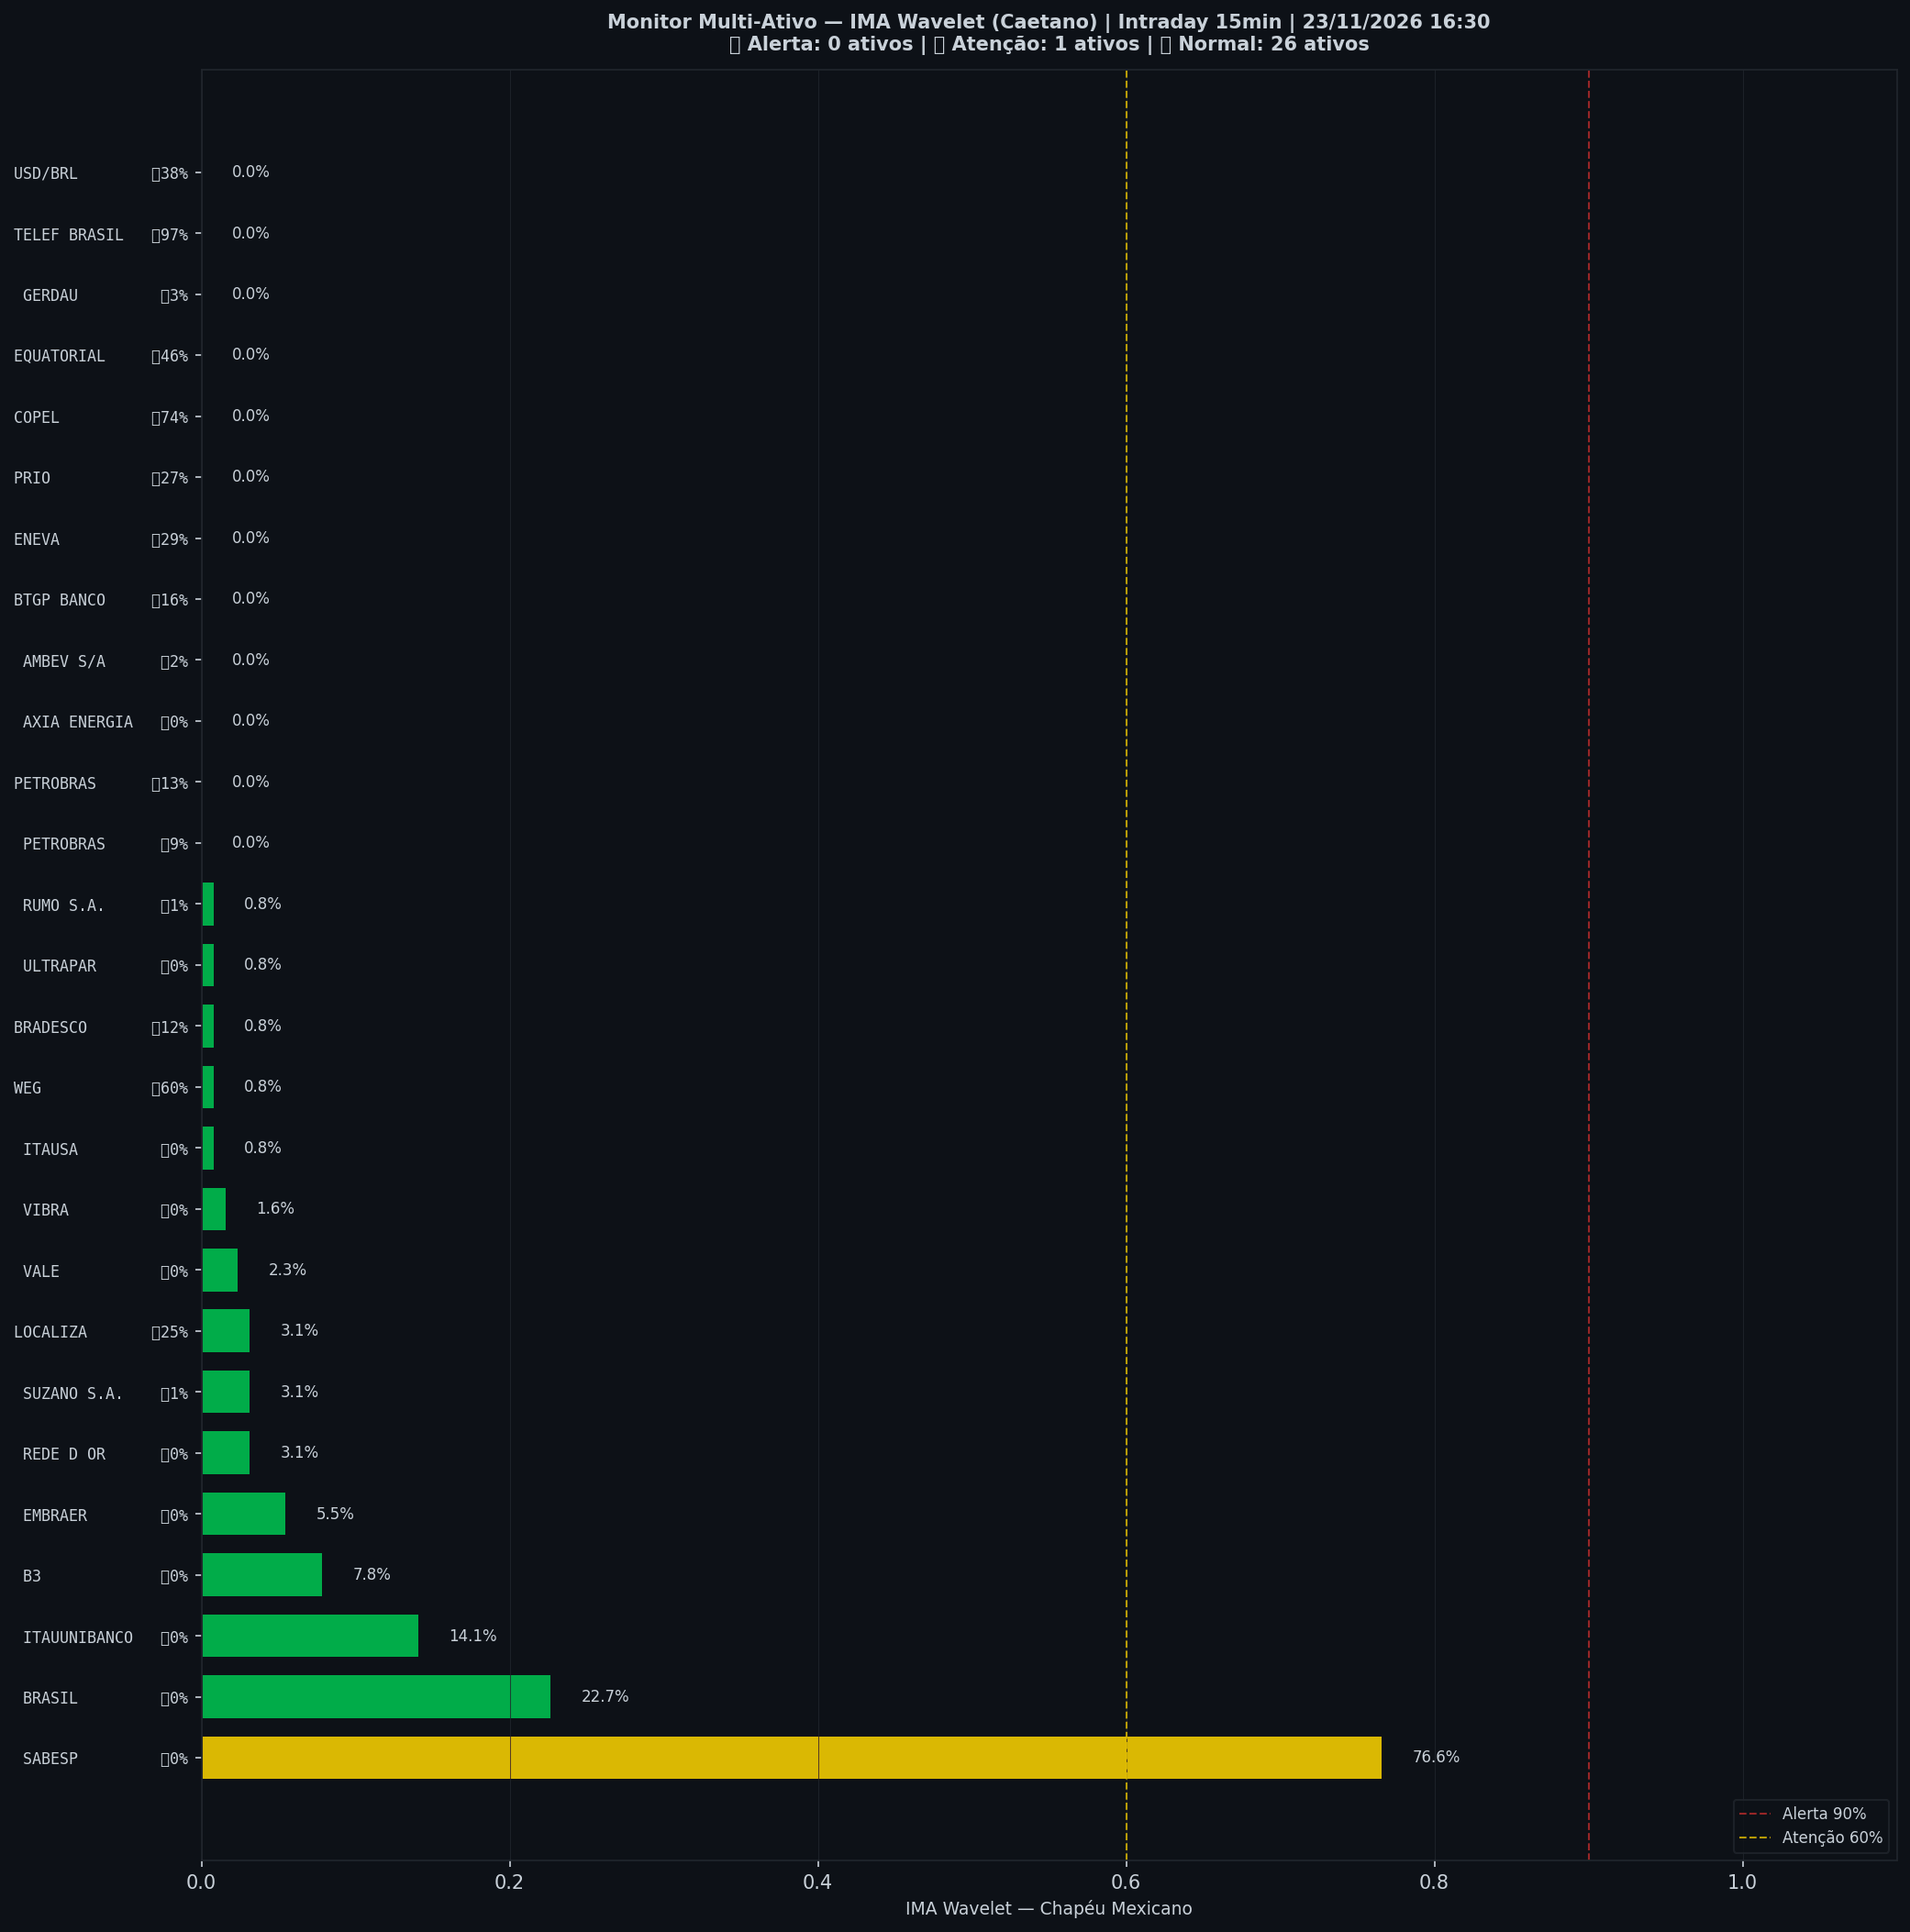 Monitor Multi-Ativo — IMA Wavelet (Caetano) | Intraday 15min | 23/11/2026 16:30
▯ Alerta: 0 ativos | ▯ Atenção: 1 ativos | ▯ Normal: 26 ativos
USD/BRL ▯38% 0.0%
TELEF BRASIL ▯97% 0.0%
GERDAU ▯3% 0.0%
EQUATORIAL ▯46% 0.0%
COPEL ▯74% 0.0%
PRIO ▯27% 0.0%
ENEVA ▯29% 0.0%
BTGP BANCO ▯16% 0.0%
AMBEV S/A ▯2% 0.0%
AXIA ENERGIA ▯0% 0.0%
PETROBRAS ▯13% 0.0%
PETROBRAS ▯9% 0.0%
RUMO S.A. ▯1% 0.8%
ULTRAPAR ▯0% 0.8%
BRADESCO ▯12% 0.8%
WEG ▯60% 0.8%
ITAUSA ▯0% 0.8%
VIBRA ▯0% 1.6%
VALE ▯0% 2.3%
LOCALIZA ▯25% 3.1%
SUZANO S.A. ▯1% 3.1%
REDE D OR ▯0% 3.1%
EMBRAER ▯0% 5.5%
B3 ▯0% 7.8%
ITAUUNIBANCO ▯0% 14.1%
BRASIL ▯0% 22.7%
SABESP ▯0% 76.6%
Alerta 90%
Atenção 60%
0.0 0.2 0.4 0.6 0.8 1.0
IMA Wavelet — Chapéu Mexicano